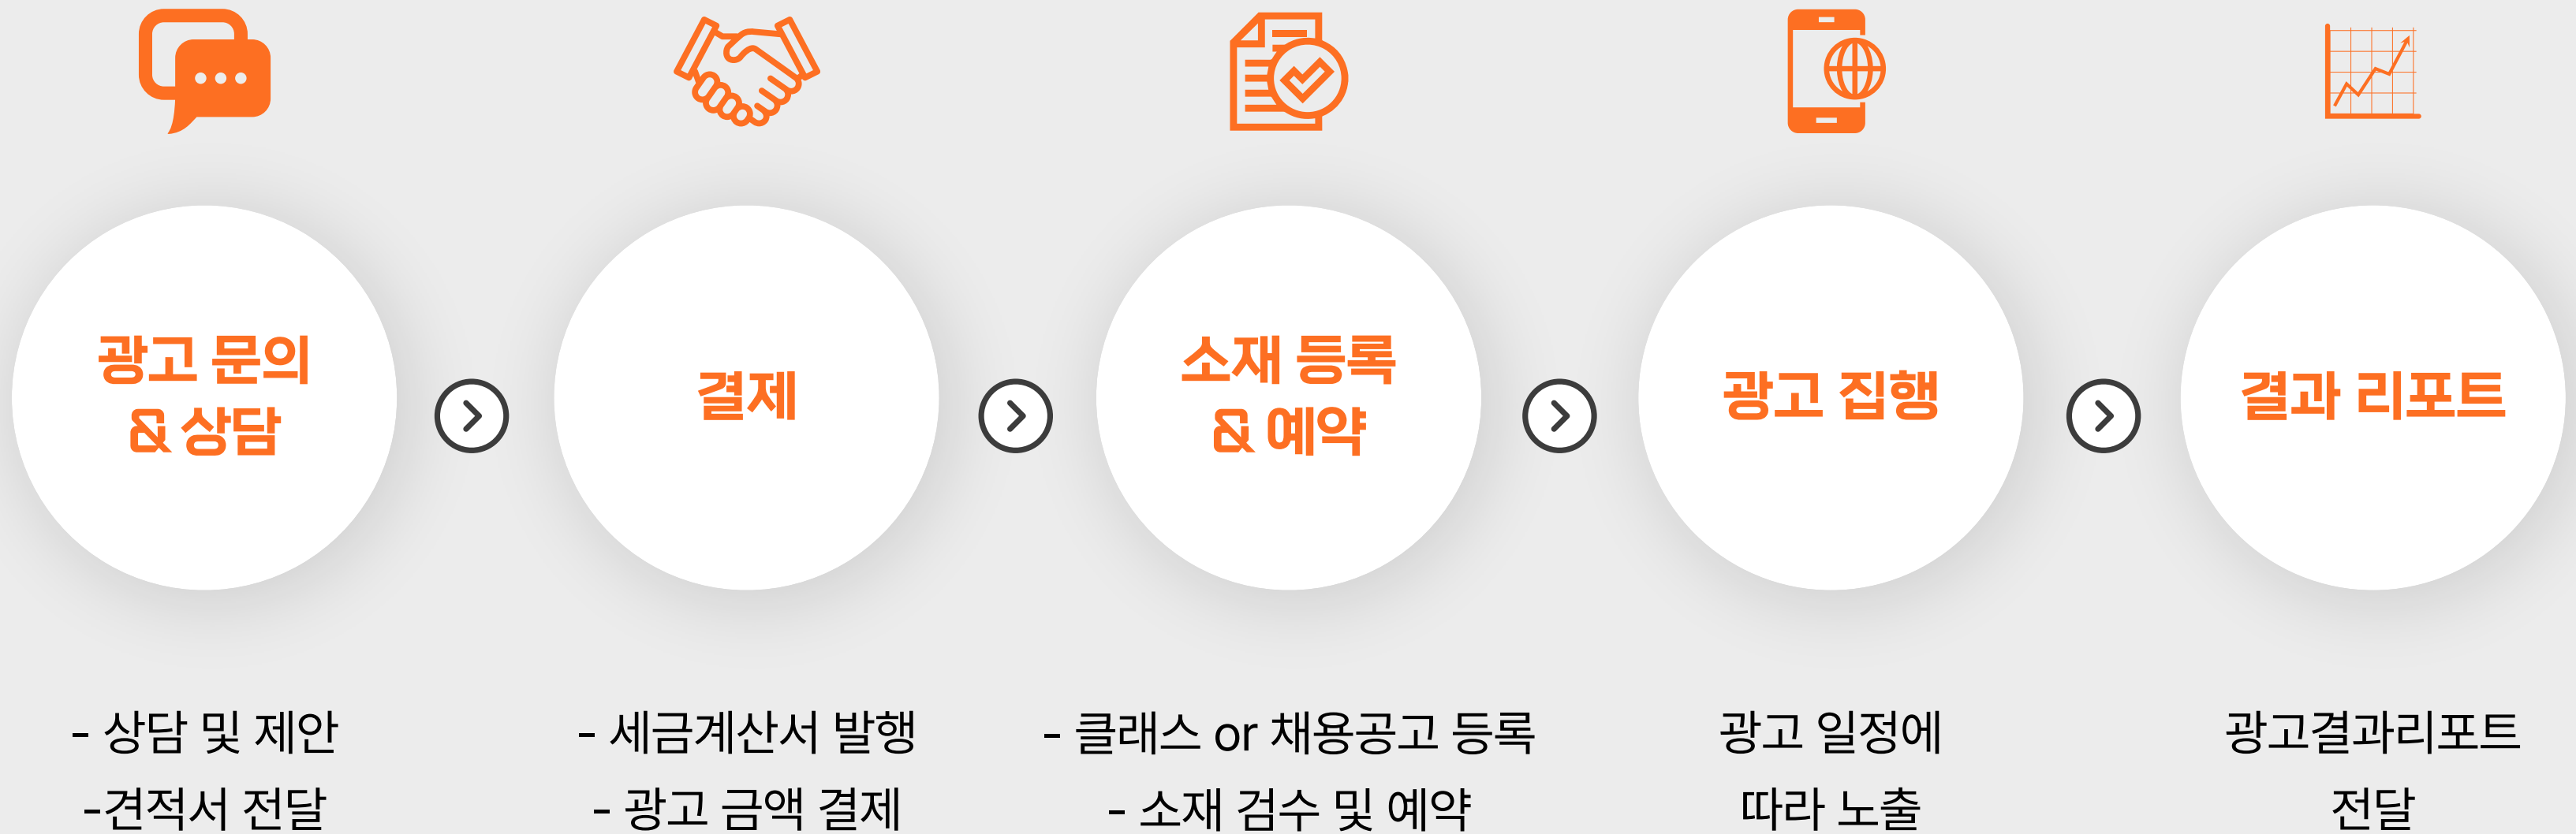 광고 문의
& 상담
결제
소재 등록
& 예약
광고 집행
결과 리포트
- 상담 및 제안
-견적서 전달
- 세금계산서 발행
- 광고 금액 결제
- 클래스 or 채용공고 등록
- 소재 검수 및 예약
광고 일정에
따라 노출
광고결과리포트
전달